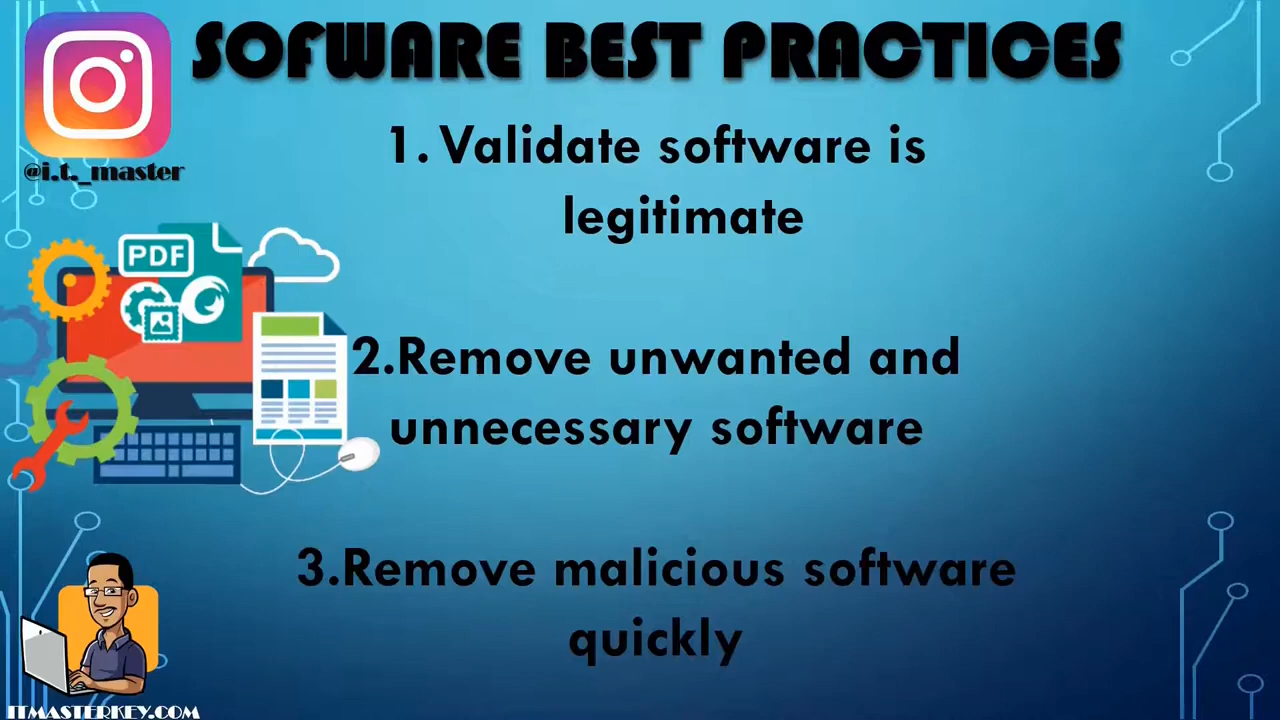 SOFWARE BEST PRACTICES
@i.t._master
1. Validate software is
legitimate
PDF
2.Remove unwanted and
unnecessary software
3.Remove malicious software
quickly
ITMASTERKEY.COM